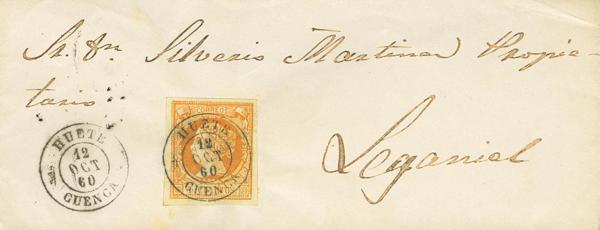 Sr. Dn Silverio Martinez Propie-
tario
Leganiel
CORREOS
HUETE
12
OCT
60
CUENCA
HUETE
12
OCT
60
CUENCA